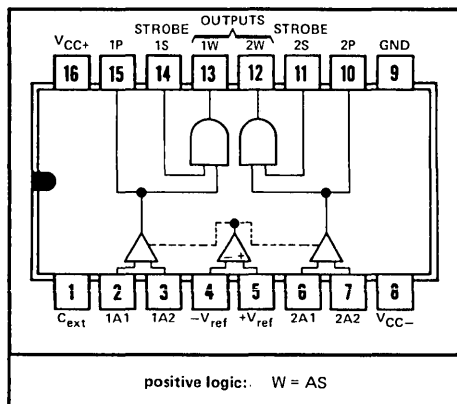 OUTPUTS
STROBE STROBE
VCC+ 1P 1S 1W 2W 2S 2P GND
16 15 14 13 12 11 10 9
- +
1 2 3 4 5 6 7 8
Cext 1A1 1A2 −Vref +Vref 2A1 2A2 VCC−
positive logic: W = AS